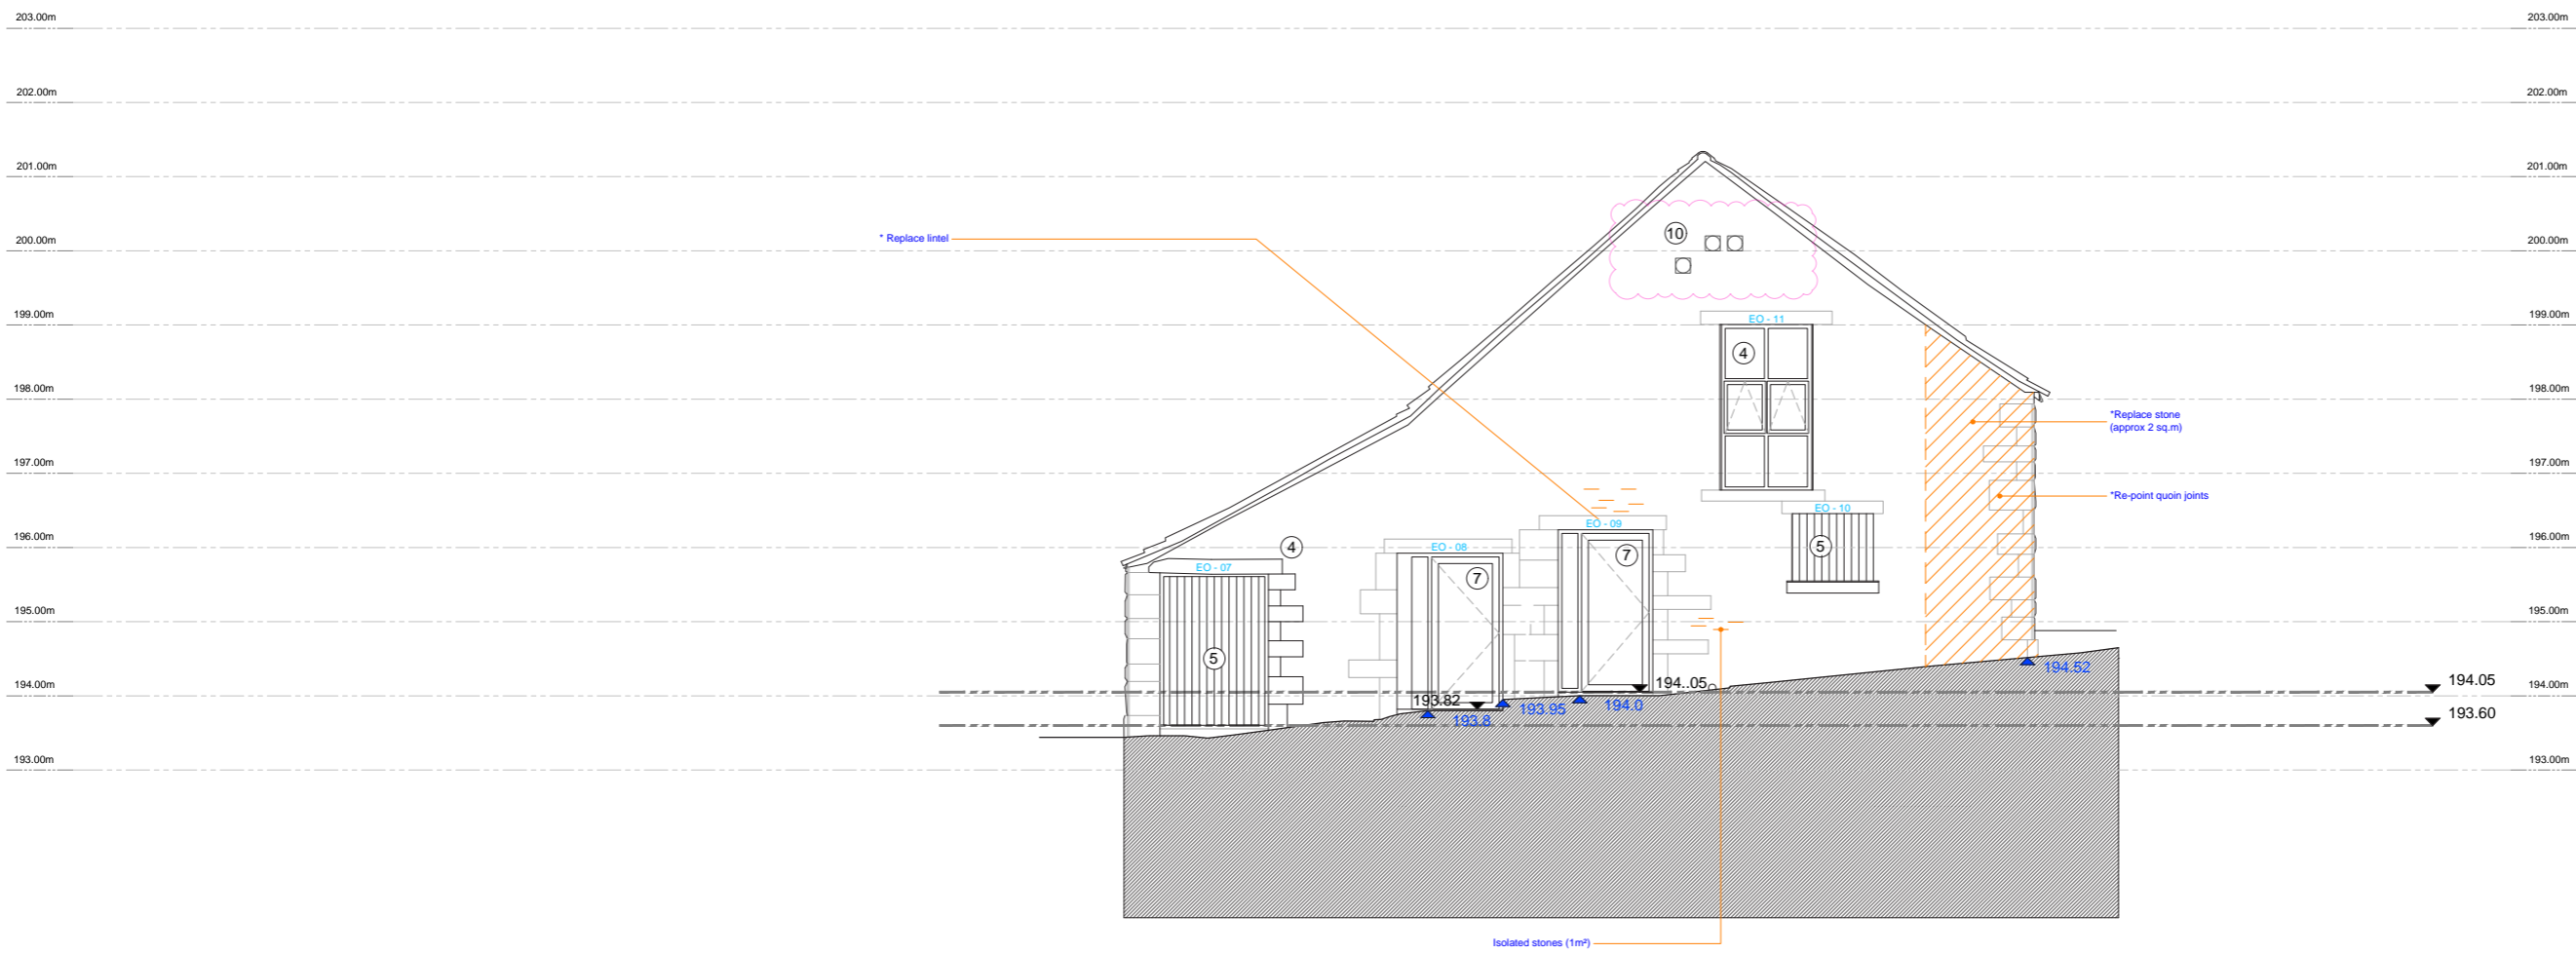 203.00m 203.00m
202.00m 202.00m
201.00m 201.00m
10
* Replace lintel
200.00m 200.00m
EO - 11
199.00m 199.00m
4
198.00m 198.00m
*Replace stone
(approx 2 sq.m)
197.00m 197.00m
*Re-point quoin joints
EO - 10
EO - 09
196.00m 4 EO - 08 5 196.00m
7
EO - 07
7
195.00m 195.00m
5
194.52
194..05 194.05
194.00m 193.82 194.00m
193.95 194.0
193.8 193.60
193.00m 193.00m
Isolated stones (1m²)